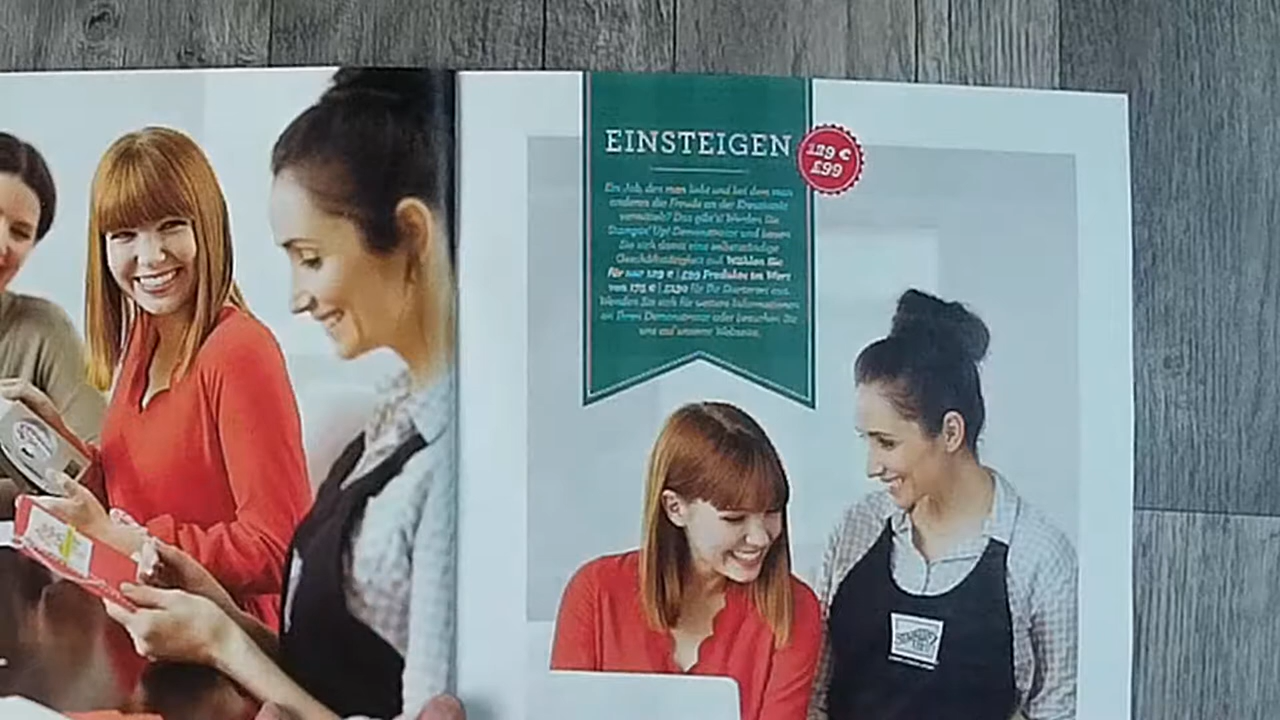 EINSTEIGEN
129 €
£99
Ein Job, den man liebt und bei dem man
anderen die Freude an der Kreativität
vermittelt? Das gibt's! Werden Sie
Stampin' Up! Demonstrator und bauen
Sie sich damit eine selbstständige
Geschäftstätigkeit auf. Wählen Sie
für nur 129 € | £99 Produkte im Wert
von 175 € | £130 für Ihr Starterset aus.
Wenden Sie sich für weitere Informationen
an Ihren Demonstrator oder besuchen Sie
uns auf unserer Webseite.
STAMPIN' UP!